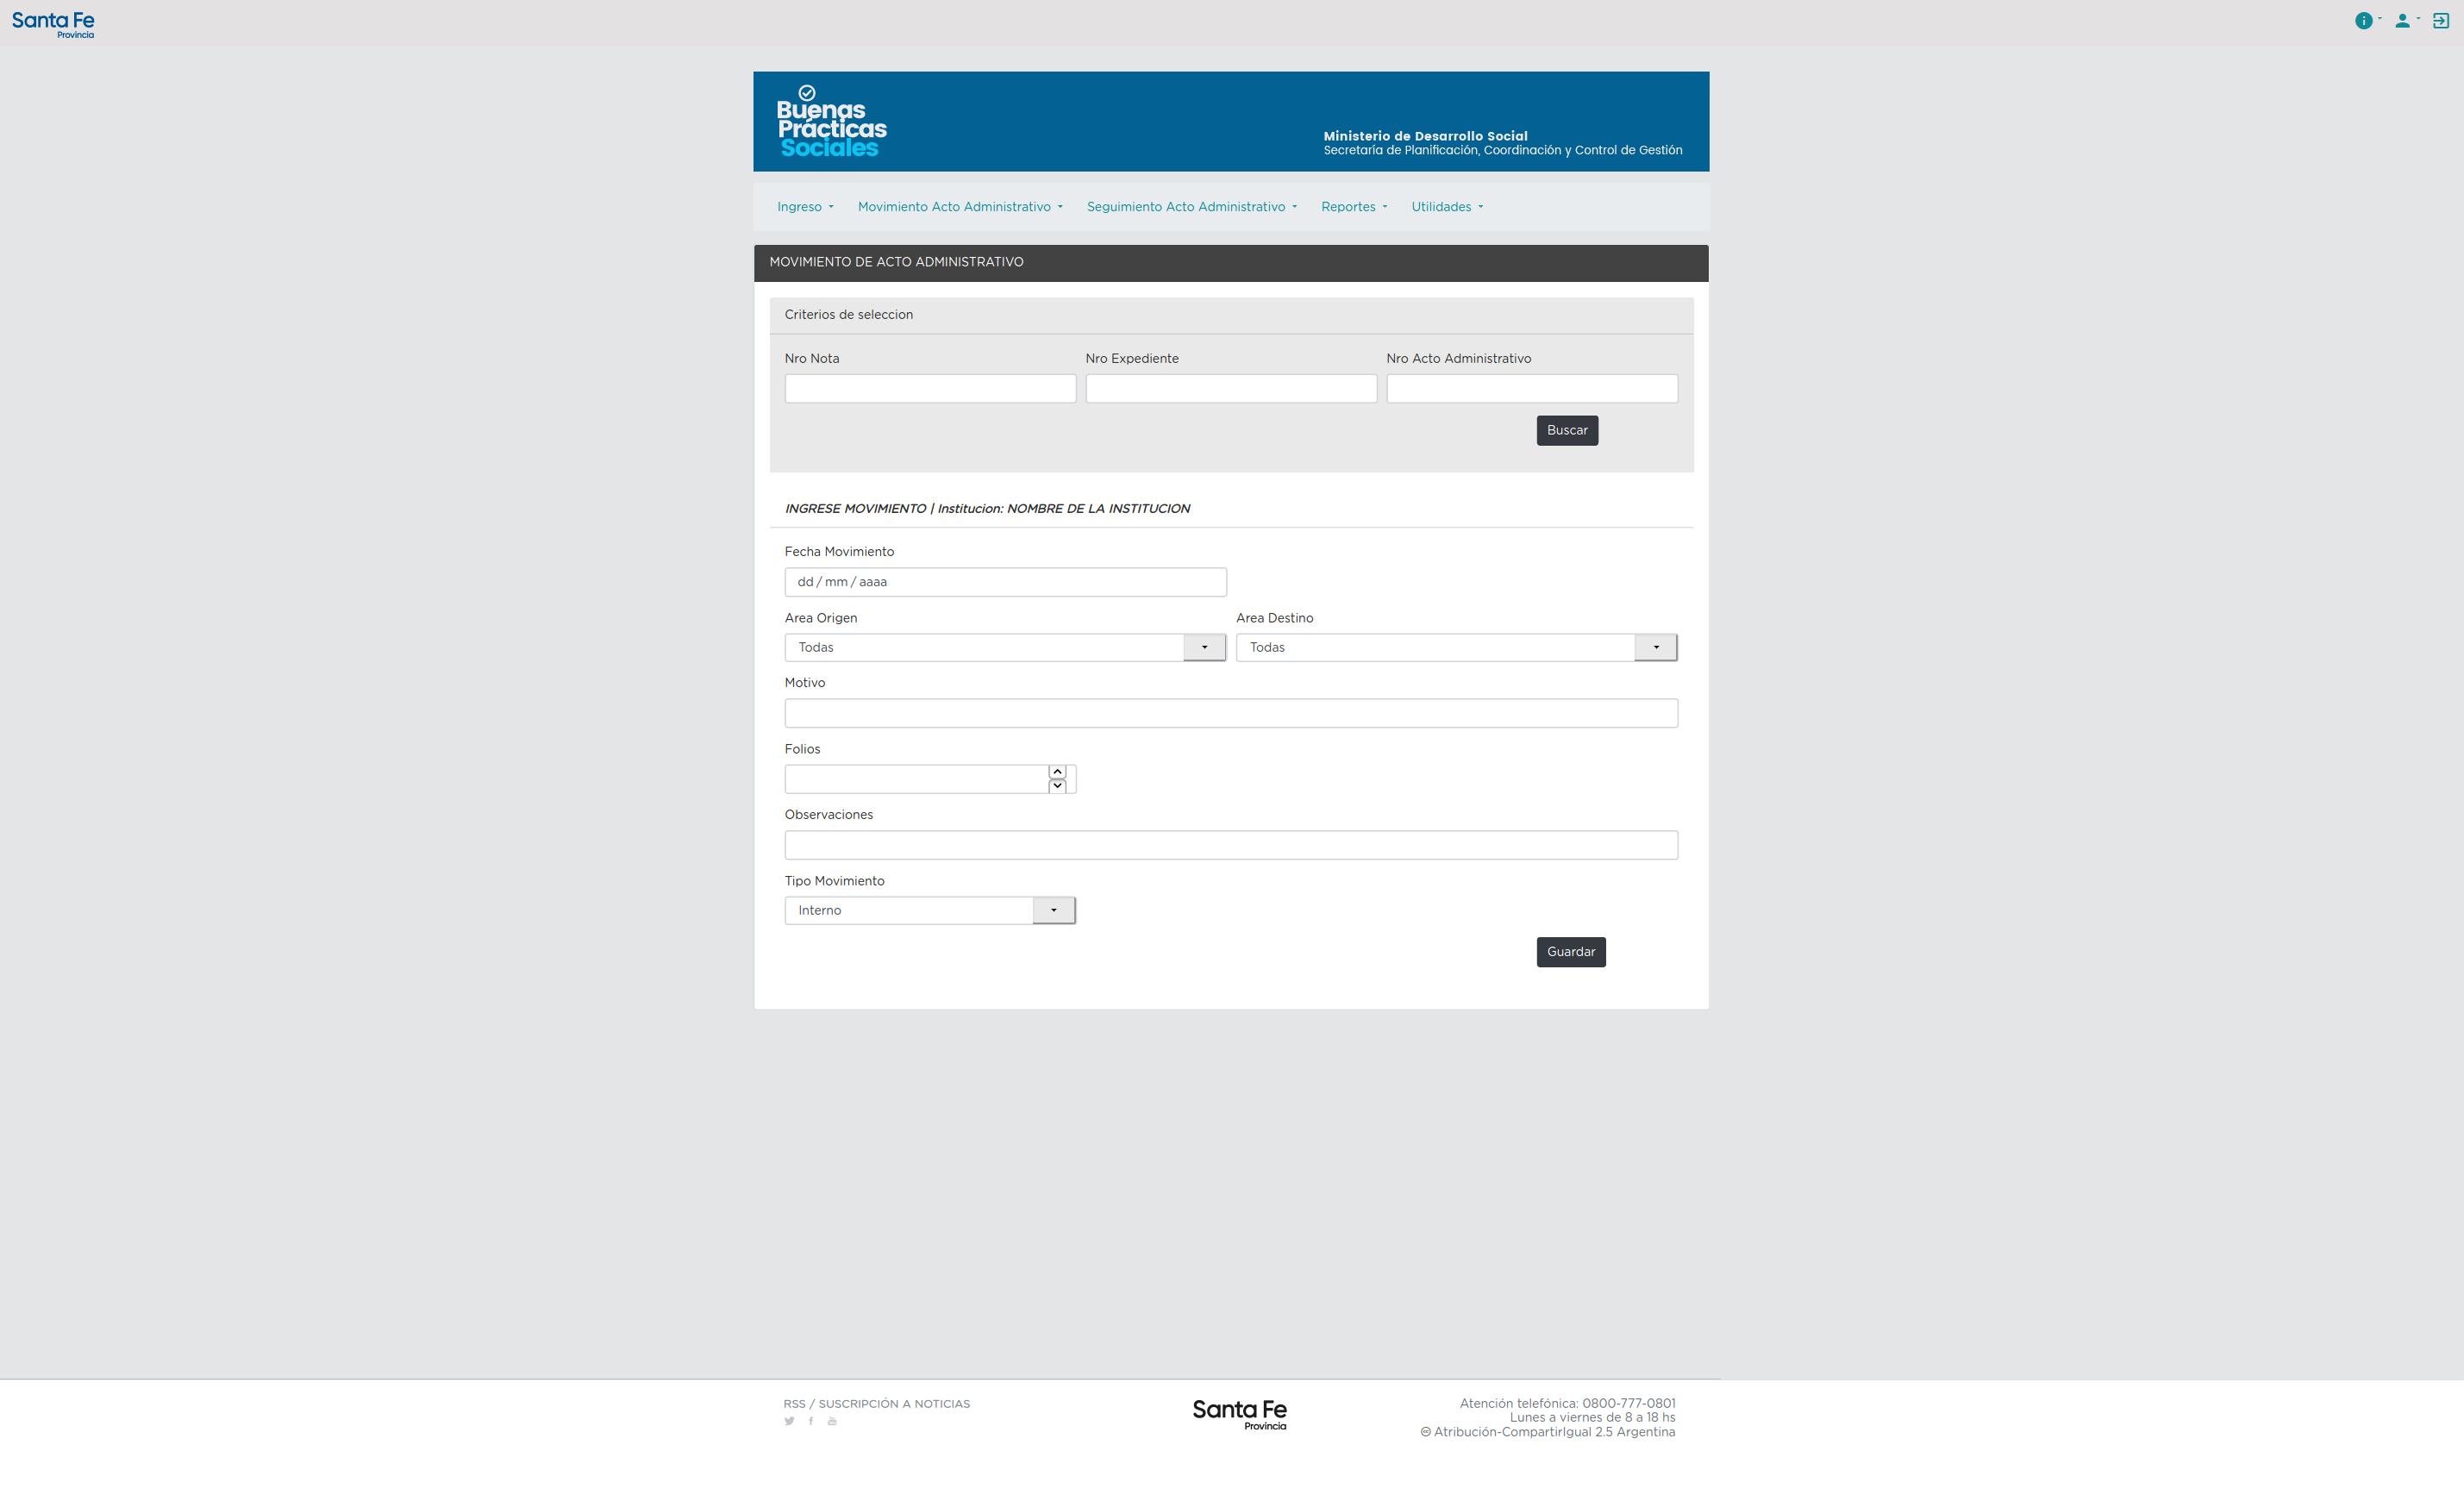 Santa Fe
Provincia
Buenas
Prácticas
Sociales
Ministerio de Desarrollo Social
Secretaría de Planificación, Coordinación y Control de Gestión
Ingreso Movimiento Acto Administrativo Seguimiento Acto Administrativo Reportes Utilidades
MOVIMIENTO DE ACTO ADMINISTRATIVO
Criterios de seleccion
Nro Nota Nro Expediente Nro Acto Administrativo
Buscar
INGRESE MOVIMIENTO | Institucion: NOMBRE DE LA INSTITUCION
Fecha Movimiento
dd / mm / aaaa
Area Origen Area Destino
Todas Todas
Motivo
Folios
Observaciones
Tipo Movimiento
Interno
Guardar
RSS / SUSCRIPCIÓN A NOTICIAS
Santa Fe
Provincia
Atención telefónica: 0800-777-0801
Lunes a viernes de 8 a 18 hs
Atribución-CompartirIgual 2.5 Argentina